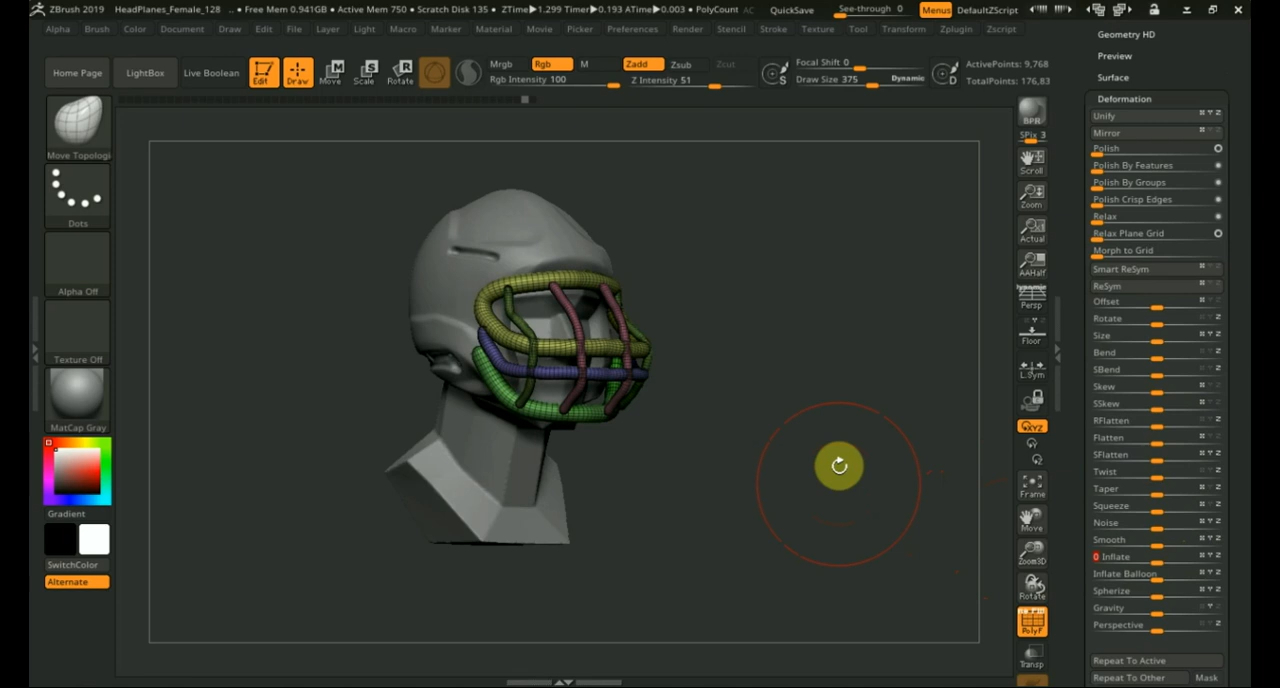 ZBrush 2019 HeadPlanes_Female_128 .. • Free Mem 0.941GB • Active Mem 750 • Scratch Disk 135 • ZTime▶1.299 Timer▶0.193 ATime▶0.003 • PolyCount AC QuickSave See-through 0 Menus DefaultZScript
Alpha Brush Color Document Draw Edit File Layer Light Macro Marker Material Movie Picker Preferences Render Stencil Stroke Texture Tool Transform Zplugin Zscript
Home Page LightBox Live Boolean Edit Draw Move Scale Rotate
Mrgb Rgb M Zadd Zsub Zcut
Rgb Intensity 100 Z Intensity 51
Focal Shift 0
Draw Size 375 Dynamic
S
D
ActivePoints: 9,768
TotalPoints: 176,83
Move Topologi
Dots
Alpha Off
Texture Off
MatCap Gray
Gradient
SwitchColor
Alternate
BPR
SPix 3
Scroll
Zoom
Actual
AAHalf
Dynamic
Persp
Floor
L.Sym
XYZ
Frame
Move
Zoom3D
Rotate
PolyF
Transp
Geometry HD
Preview
Surface
Deformation
Unify
Mirror
Polish
Polish By Features
Polish By Groups
Polish Crisp Edges
Relax
Relax Plane Grid
Morph to Grid
Smart ReSym
ReSym
Offset
Rotate
Size
Bend
SBend
Skew
SSkew
RFlatten
Flatten
SFlatten
Twist
Taper
Squeeze
Noise
Smooth
0 Inflate
Inflate Balloon
Spherize
Gravity
Perspective
Repeat To Active
Repeat To Other Mask